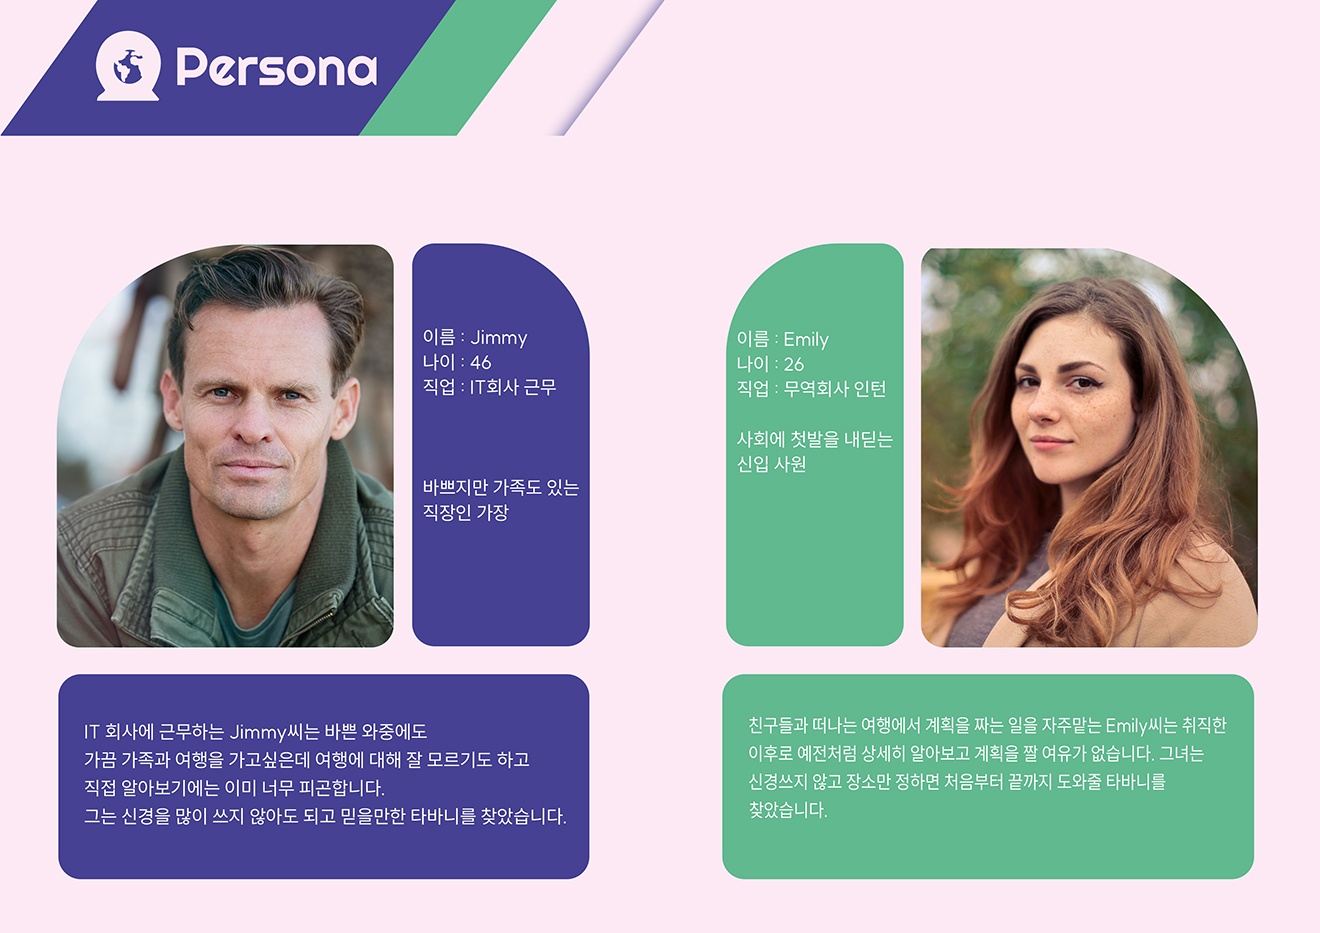 Persona
이름 : Jimmy
나이 : 46
직업 : IT회사 근무
바쁘지만 가족도 있는
직장인 가장
이름 : Emily
나이 : 26
직업 : 무역회사 인턴
사회에 첫발을 내딛는
신입 사원
IT 회사에 근무하는 Jimmy씨는 바쁜 와중에도
가끔 가족과 여행을 가고싶은데 여행에 대해 잘 모르기도 하고
직접 알아보기에는 이미 너무 피곤합니다.
그는 신경을 많이 쓰지 않아도 되고 믿을만한 타바니를 찾았습니다.
친구들과 떠나는 여행에서 계획을 짜는 일을 자주맡는 Emily씨는 취직한
이후로 예전처럼 상세히 알아보고 계획을 짤 여유가 없습니다. 그녀는
신경쓰지 않고 장소만 정하면 처음부터 끝까지 도와줄 타바니를
찾았습니다.